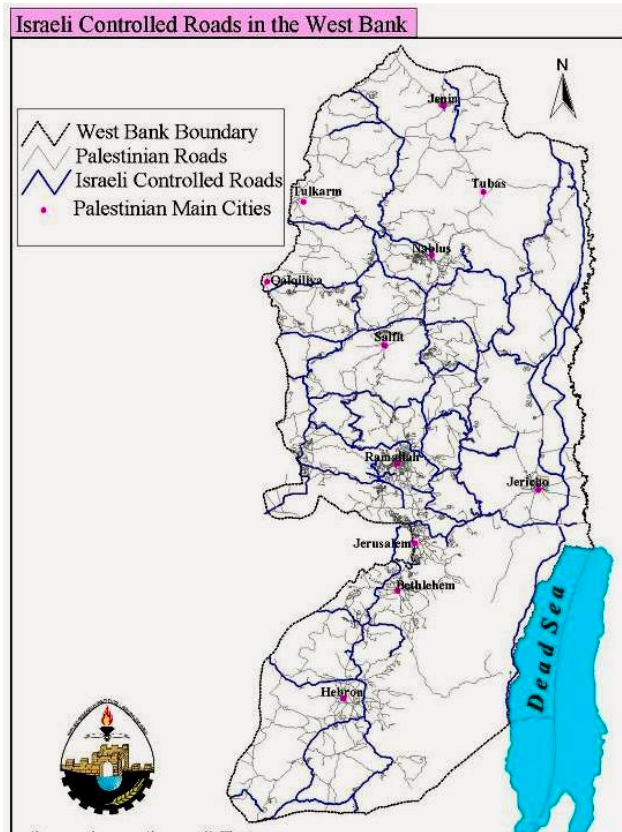 Israeli Controlled Roads in the West Bank
N
West Bank Boundary
Palestinian Roads
Israeli Controlled Roads
Palestinian Main Cities
Jenin
Tulkarm
Tubas
Nablus
Qalqiliya
Salfit
Ramallah
Jericho
Jerusalem
Bethlehem
Hebron
Dead Sea